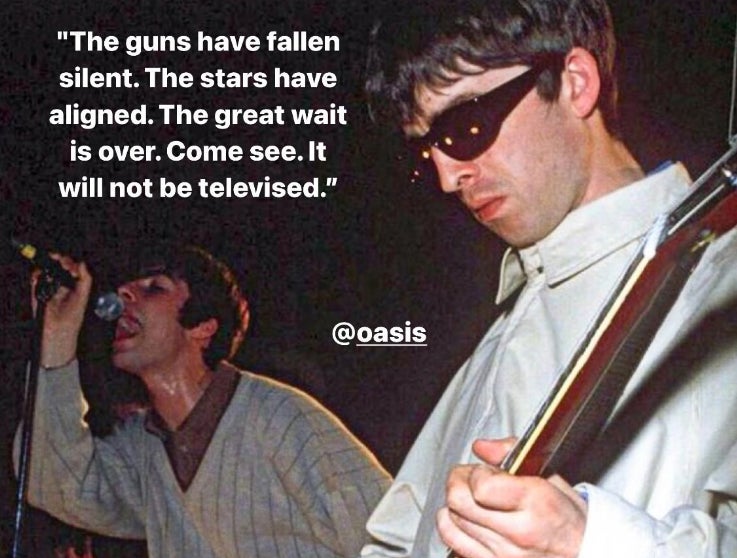 "The guns have fallen
silent. The stars have
aligned. The great wait
is over. Come see. It
will not be televised.”
@oasis